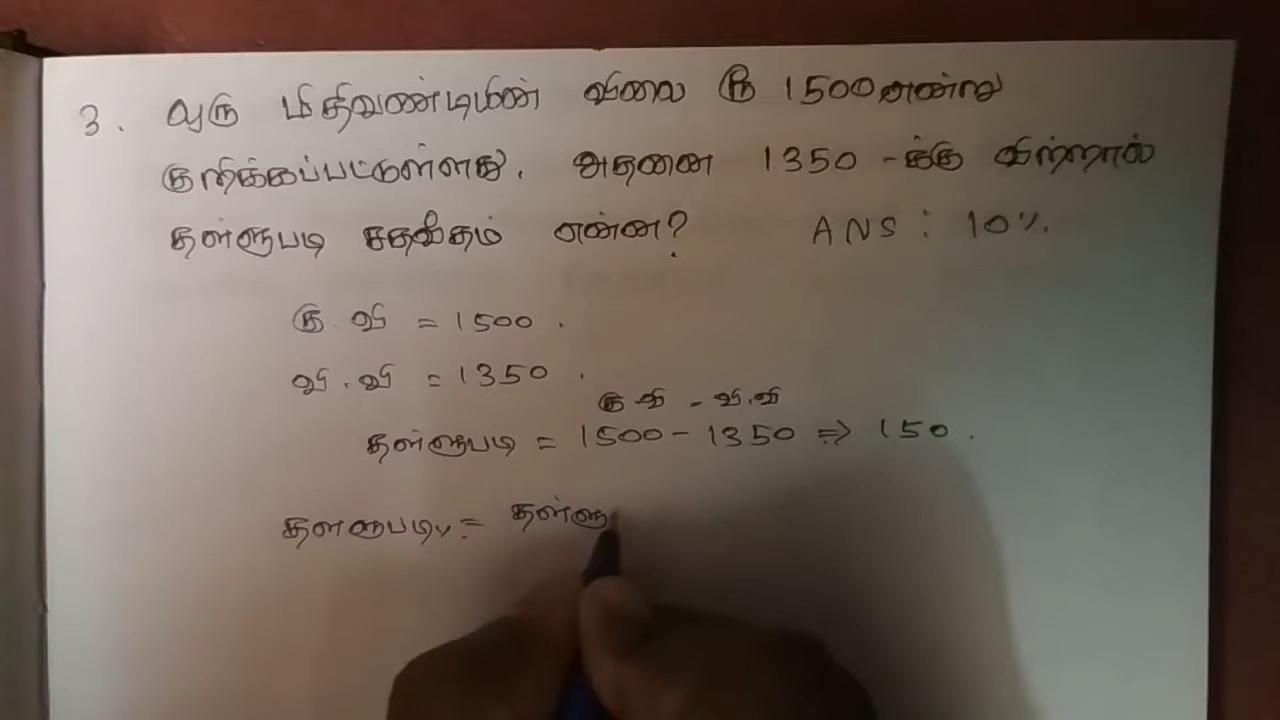 3. ஒரு மிதிவண்டியின் விலை ரூ 1500 என்று
குறிக்கப்பட்டுள்ளது. அதனை 1350 -க்கு விற்றால்
தள்ளுபடி சதவீதம் என்ன? ANS : 10%.
கு. வி = 1500.
வி. வி = 1350.
கு வி - வி.வி
தள்ளுபடி = 1500 - 1350 => 150.
தள்ளுபடி% = தள்ளு